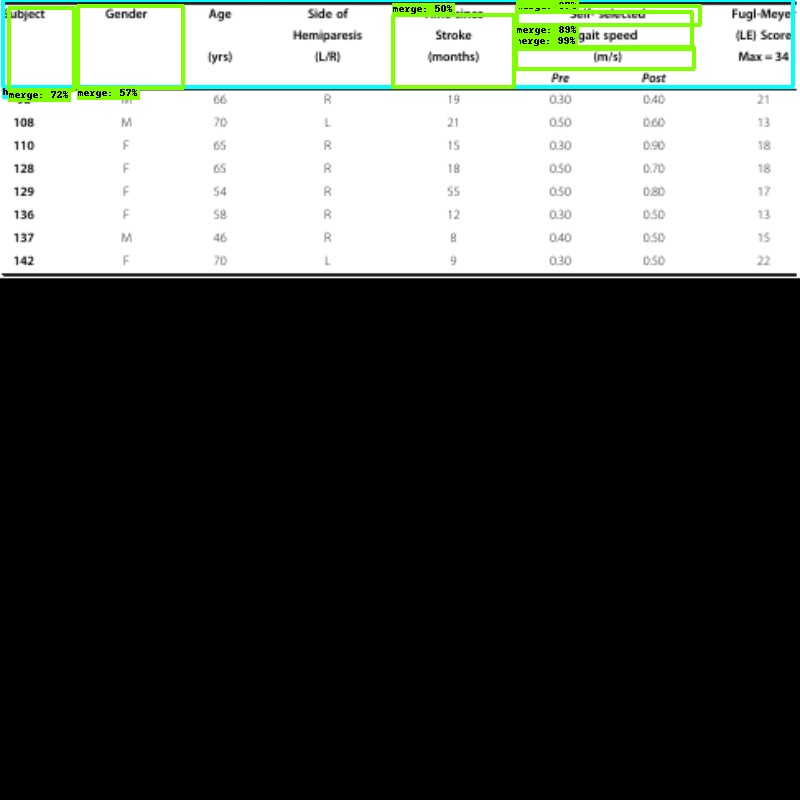 Subject Gender Age Side of Self- selected Fugl-Meyer
Hemiparesis Stroke gait speed (LE) Score
(yrs) (L/R) (months) (m/s) Max = 34
Pre Post
66 R 19 0.30 0.40 21
108 M 70 L 21 0.50 0.60 13
110 F 65 R 15 0.30 0.90 18
128 F 65 R 18 0.50 0.70 18
129 F 54 R 55 0.50 0.80 17
136 F 58 R 12 0.30 0.50 13
137 M 46 R 8 0.40 0.50 15
142 F 70 L 9 0.30 0.50 22
merge: 72%
merge: 57%
merge: 50%
merge: 89%
merge: 99%